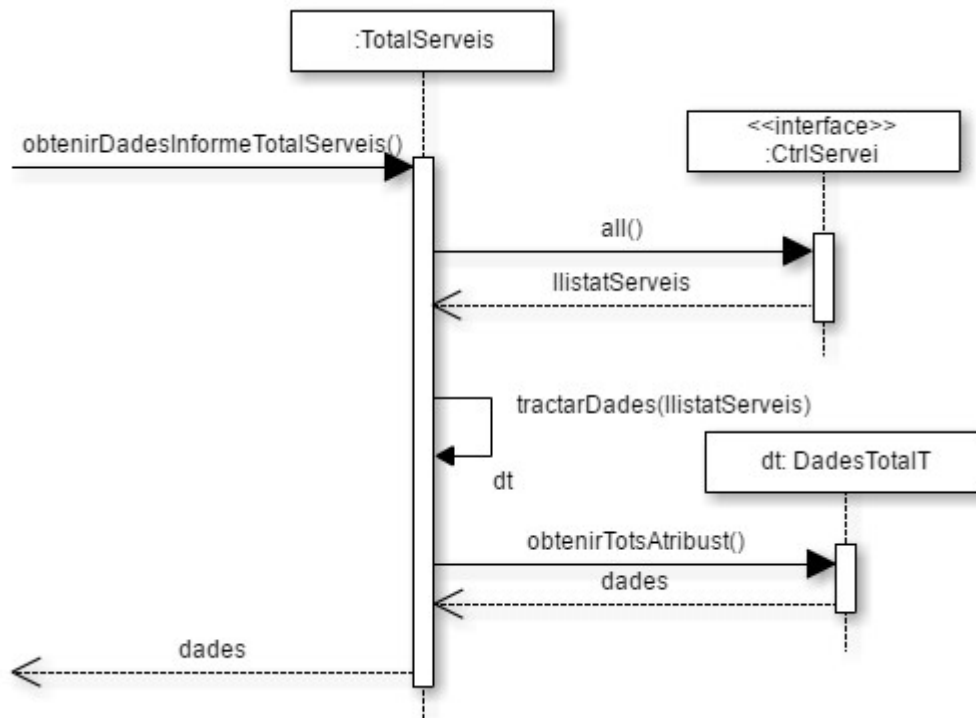 :TotalServeis
<<interface>>
:CtrlServei
obtenirDadesInformeTotalServeis()
all()
llistatServeis
tractarDades(llistatServeis)
dt
dt: DadesTotalT
obtenirTotsAtribust()
dades
dades